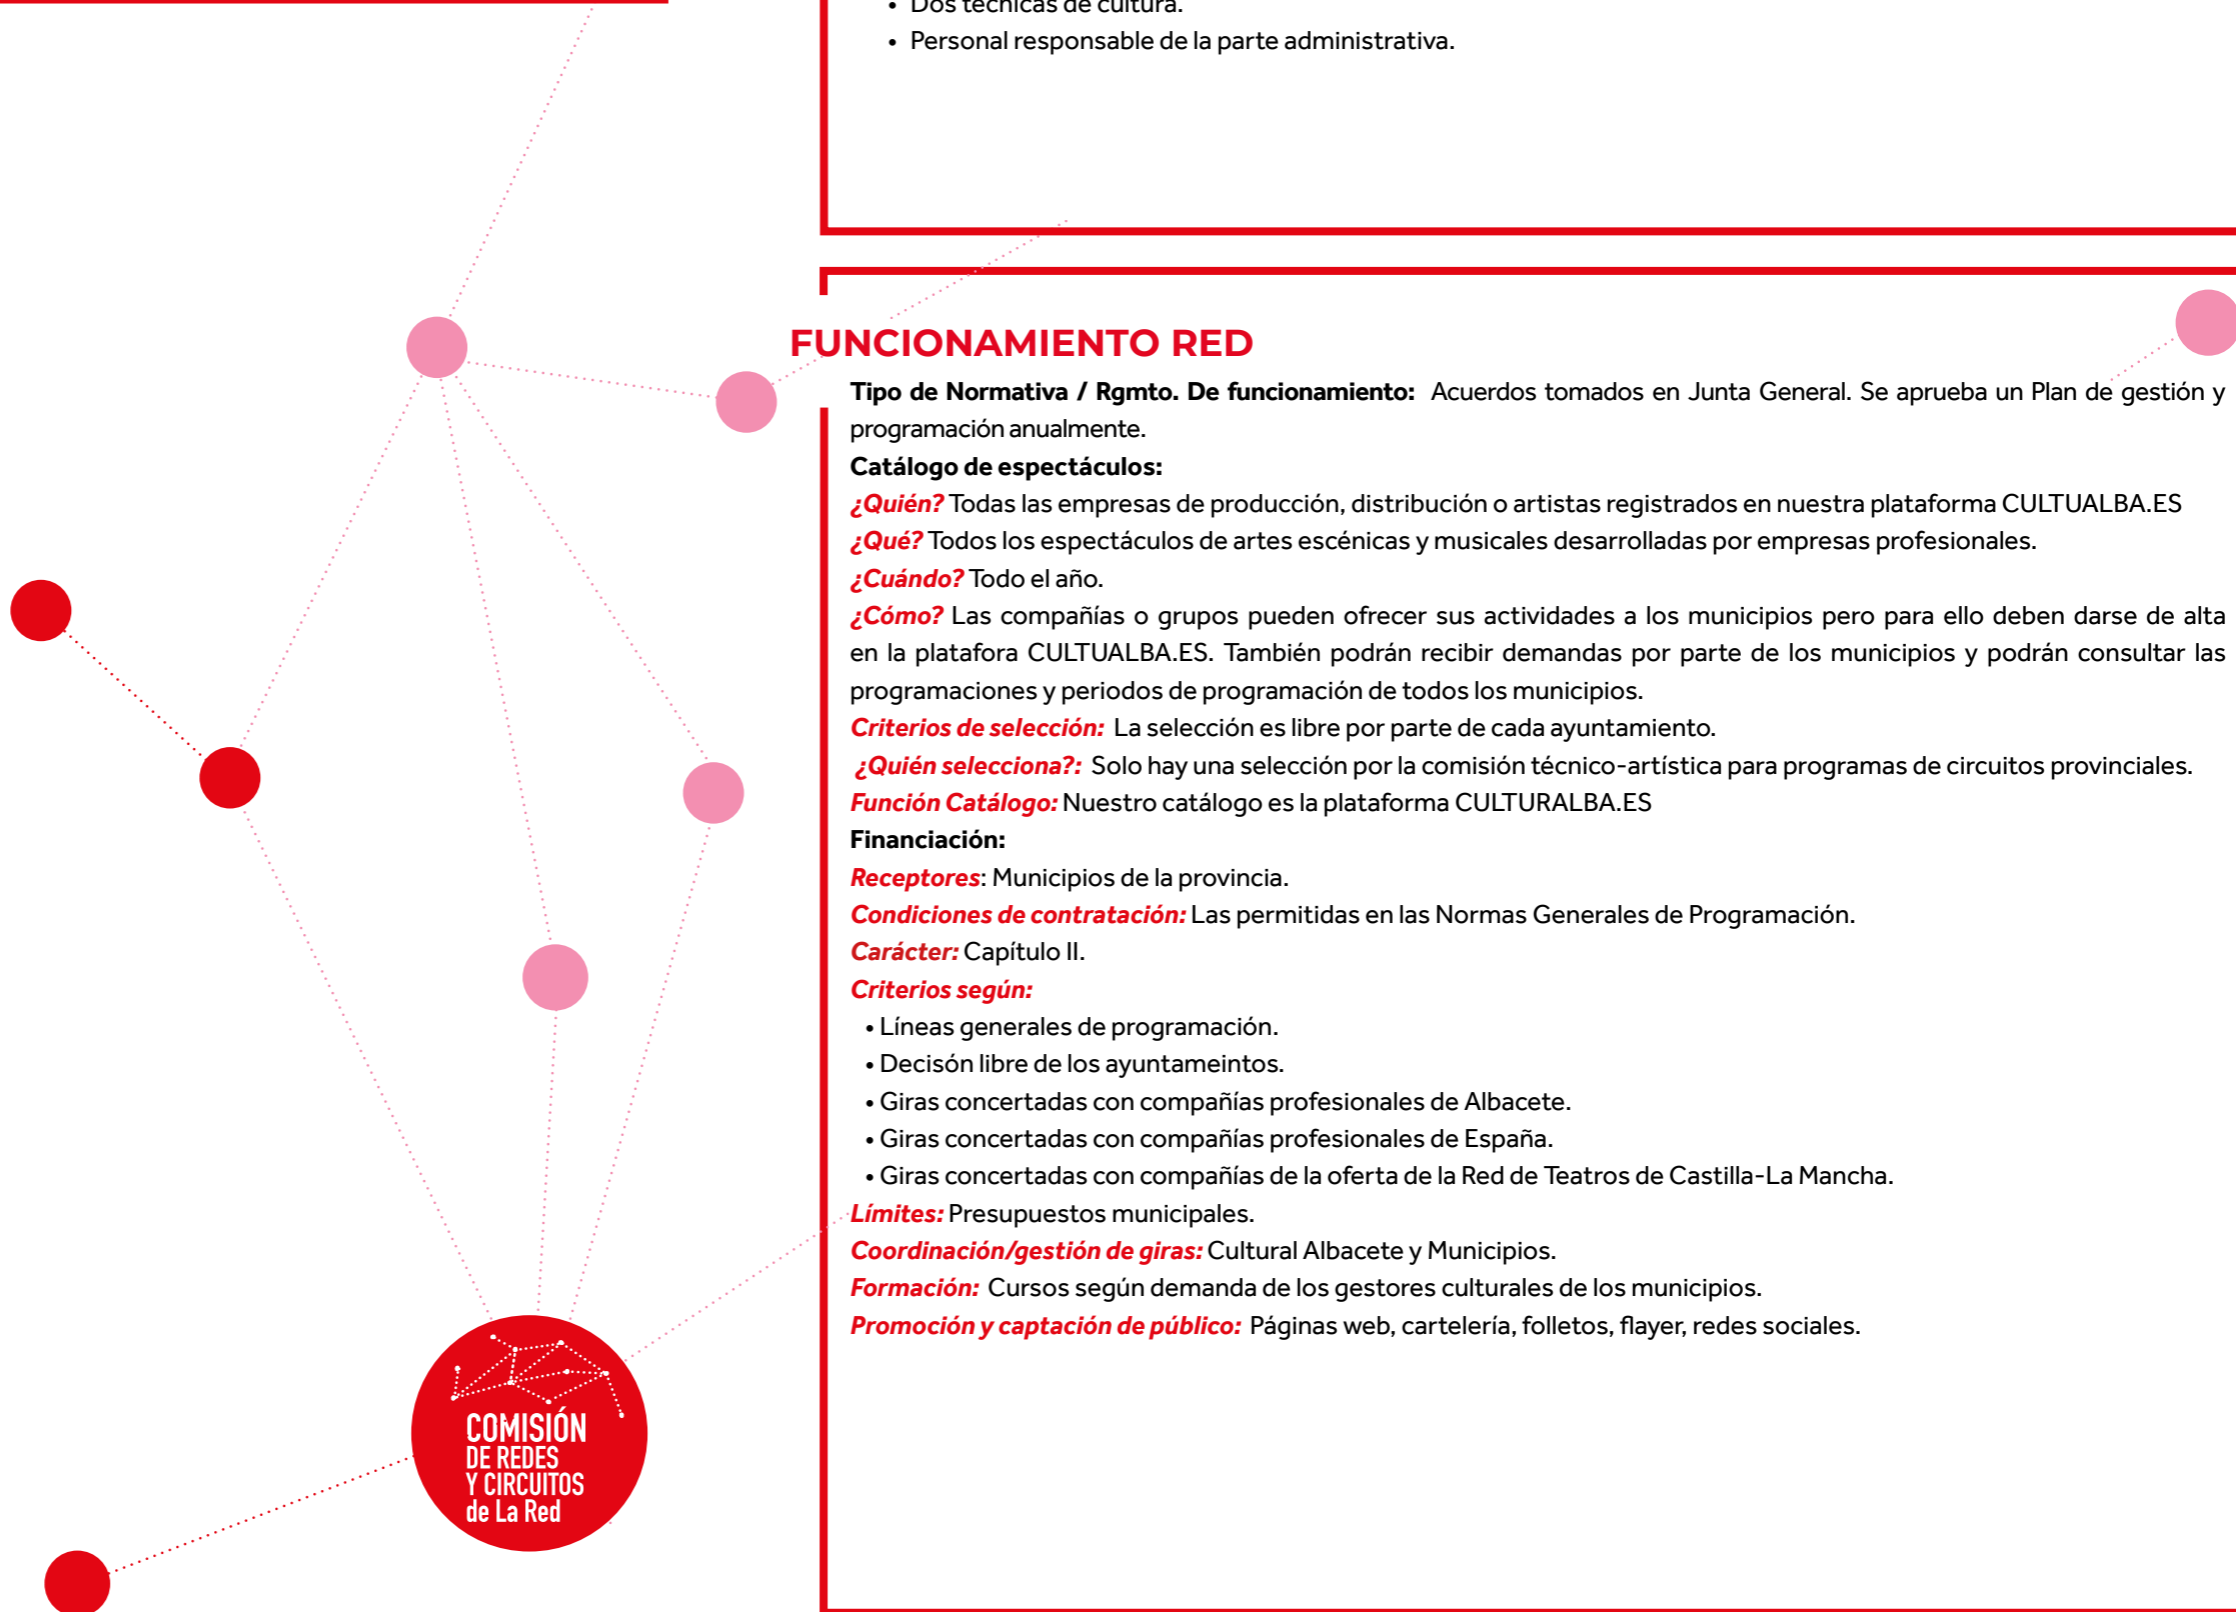 • Dos técnicas de cultura.
• Personal responsable de la parte administrativa.
FUNCIONAMIENTO RED
Tipo de Normativa / Rgmto. De funcionamiento: Acuerdos tomados en Junta General. Se aprueba un Plan de gestión y
programación anualmente.
Catálogo de espectáculos:
¿Quién? Todas las empresas de producción, distribución o artistas registrados en nuestra plataforma CULTUALBA.ES
¿Qué? Todos los espectáculos de artes escénicas y musicales desarrolladas por empresas profesionales.
¿Cuándo? Todo el año.
¿Cómo? Las compañías o grupos pueden ofrecer sus actividades a los municipios pero para ello deben darse de alta
en la platafora CULTUALBA.ES. También podrán recibir demandas por parte de los municipios y podrán consultar las
programaciones y periodos de programación de todos los municipios.
Criterios de selección: La selección es libre por parte de cada ayuntamiento.
¿Quién selecciona?: Solo hay una selección por la comisión técnico-artística para programas de circuitos provinciales.
Función Catálogo: Nuestro catálogo es la plataforma CULTURALBA.ES
Financiación:
Receptores: Municipios de la provincia.
Condiciones de contratación: Las permitidas en las Normas Generales de Programación.
Carácter: Capítulo II.
Criterios según:
• Líneas generales de programación.
• Decisón libre de los ayuntameintos.
• Giras concertadas con compañías profesionales de Albacete.
• Giras concertadas con compañías profesionales de España.
• Giras concertadas con compañías de la oferta de la Red de Teatros de Castilla-La Mancha.
Límites: Presupuestos municipales.
Coordinación/gestión de giras: Cultural Albacete y Municipios.
Formación: Cursos según demanda de los gestores culturales de los municipios.
Promoción y captación de público: Páginas web, cartelería, folletos, flayer, redes sociales.
COMISIÓN
DE REDES
Y CIRCUITOS
de La Red